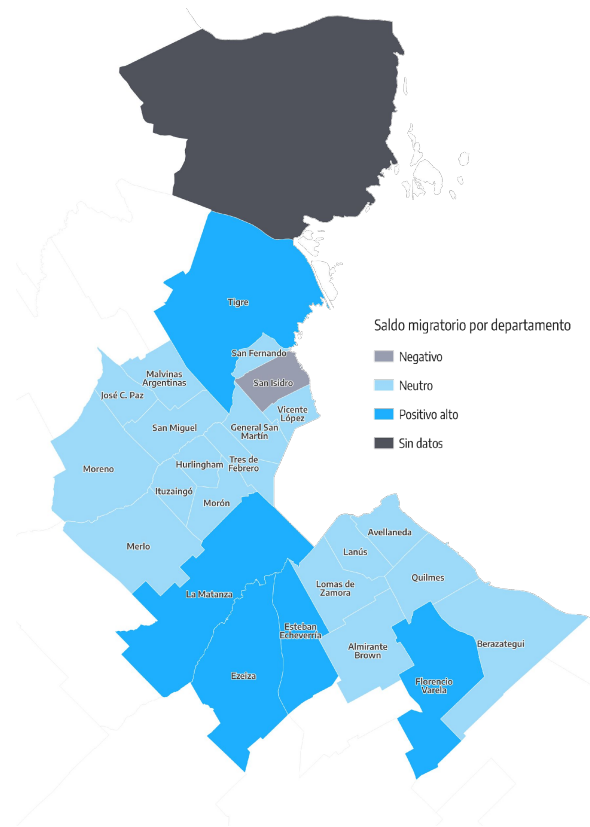 Tigre
Saldo migratorio por departamento
San Fernando
Negativo
Malvinas
Argentinas
San Isidro
Neutro
José C. Paz
Vicente
López
Positivo alto
San Miguel
General San
Martín
Sin datos
Moreno
Hurlingham
Tres de
Febrero
Ituzaingó
Morón
Merlo
Avellaneda
Lanús
Quilmes
Lomas de
Zamora
La Matanza
Esteban
Echeverría
Almirante
Brown
Berazategui
Ezeiza
Florencio
Varela